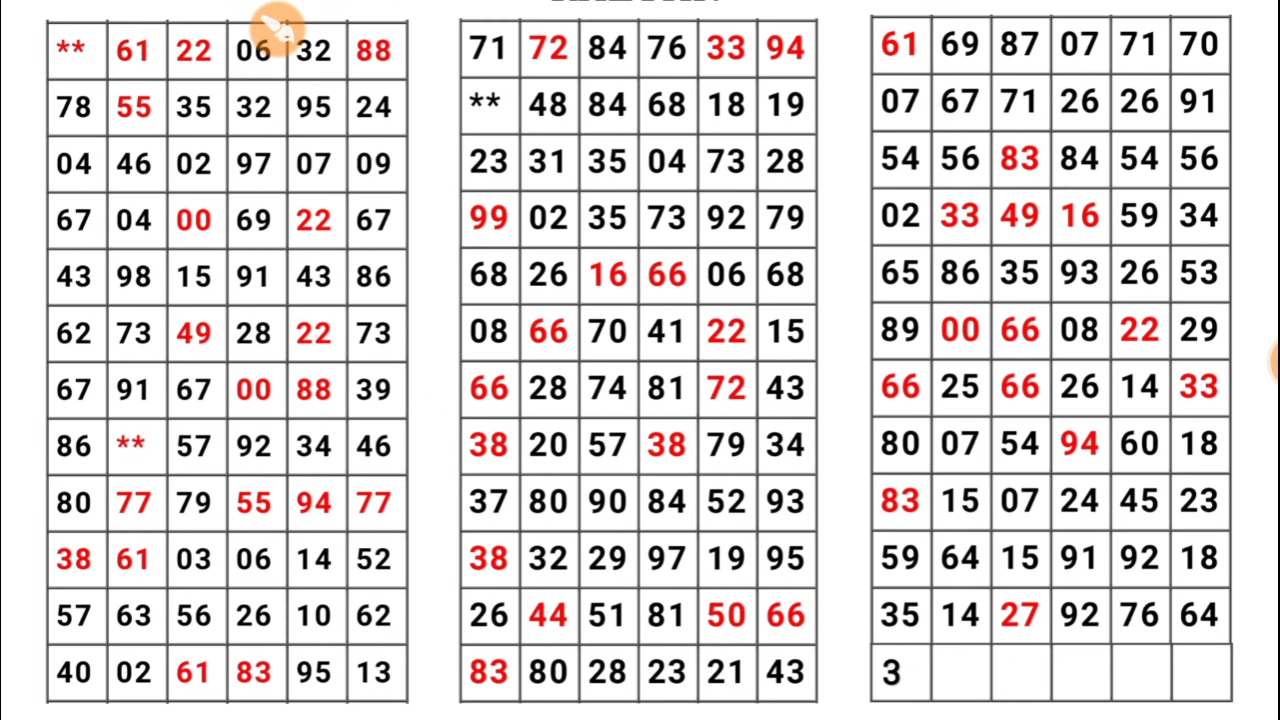 ** 61 22 06 32 88
78 55 35 32 95 24
04 46 02 97 07 09
67 04 00 69 22 67
43 98 15 91 43 86
62 73 49 28 22 73
67 91 67 00 88 39
86 ** 57 92 34 46
80 77 79 55 94 77
38 61 03 06 14 52
57 63 56 26 10 62
40 02 61 83 95 13
71 72 84 76 33 94
** 48 84 68 18 19
23 31 35 04 73 28
99 02 35 73 92 79
68 26 16 66 06 68
08 66 70 41 22 15
66 28 74 81 72 43
38 20 57 38 79 34
37 80 90 84 52 93
38 32 29 97 19 95
26 44 51 81 50 66
83 80 28 23 21 43
61 69 87 07 71 70
07 67 71 26 26 91
54 56 83 84 54 56
02 33 49 16 59 34
65 86 35 93 26 53
89 00 66 08 22 29
66 25 66 26 14 33
80 07 54 94 60 18
83 15 07 24 45 23
59 64 15 91 92 18
35 14 27 92 76 64
3